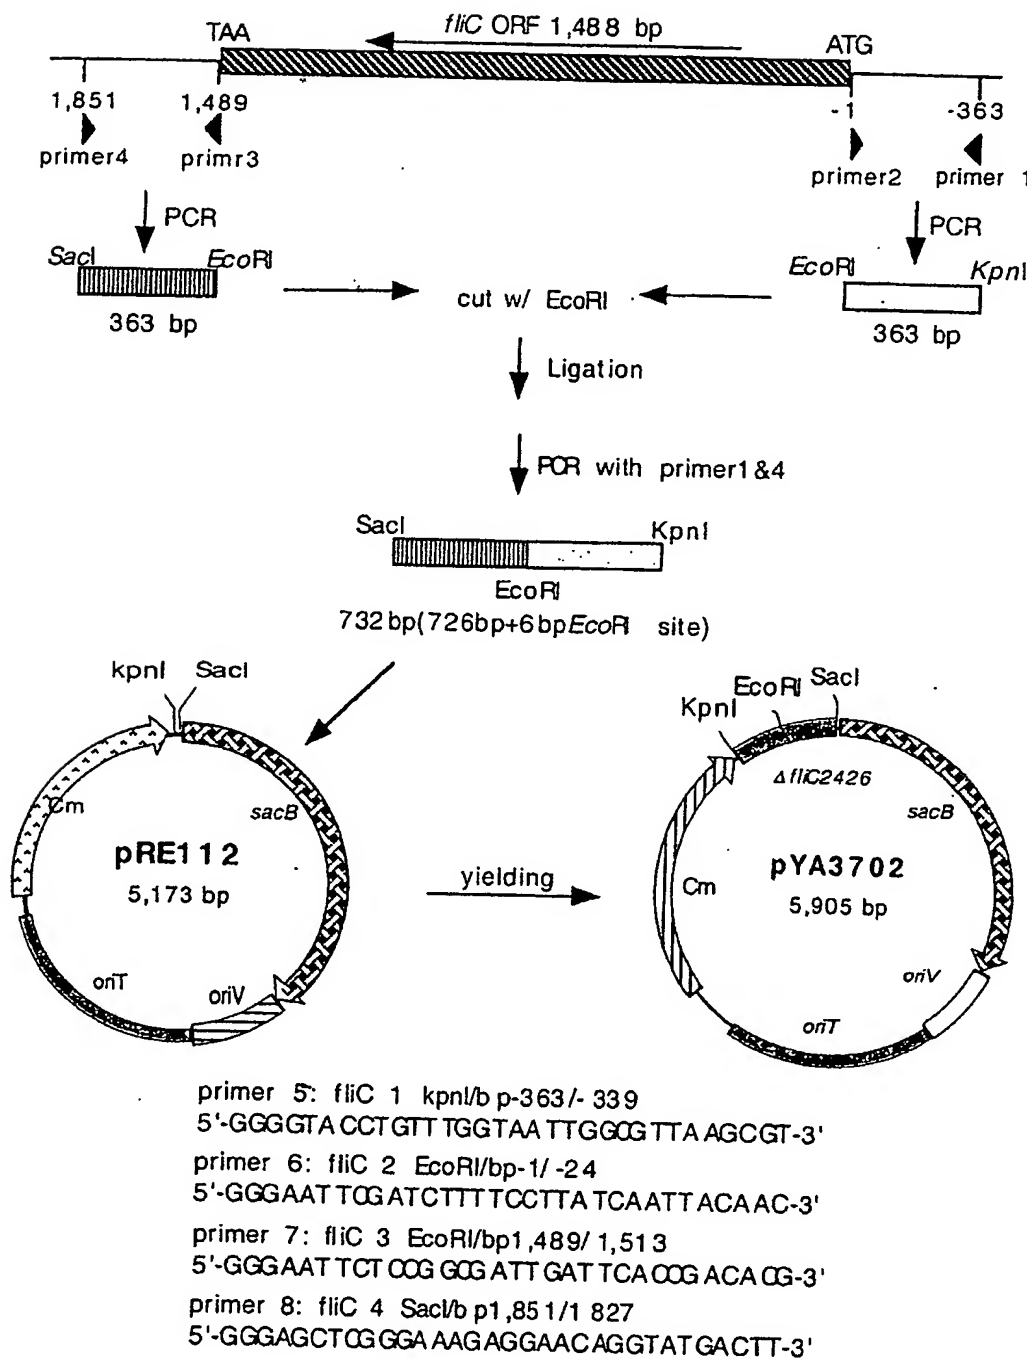 fliC ORF 1,488 bp
TAA
ATG
1,851
1,489
-1
-363
primer4
primr3
primer2
primer 1
PCR
PCR
SacI
EcoRI
EcoRI
KpnI
cut w/ EcoRI
363 bp
363 bp
Ligation
PCR with primer1&4
SacI
KpnI
EcoRI
732bp(726bp+6bpEcoRI site)
kpnI
SacI
KpnI
EcoRI
SacI
Cm
sacB
pRE112
5,173 bp
oriT
oriV
yielding
ΔfliC2426
sacB
pYA3702
5,905 bp
Cm
oriV
oriT
primer 5: fliC 1 kpnI/bp-363/-339
5'-GGGGTACCTGTTTGGTAATTGGCGTTAAGCGT-3'
primer 6: fliC 2 EcoRI/bp-1/-24
5'-GGGAATTCGATCTTTTCCTTATCAATTACAAC-3'
primer 7: fliC 3 EcoRI/bp1,489/1,513
5'-GGGAATTCTCCGGCGATTGATTCACCGACACG-3'
primer 8: fliC 4 SacI/bp1,851/1827
5'-GGGAGCTCGGGAAAGAGGAACAGGTATGACTT-3'